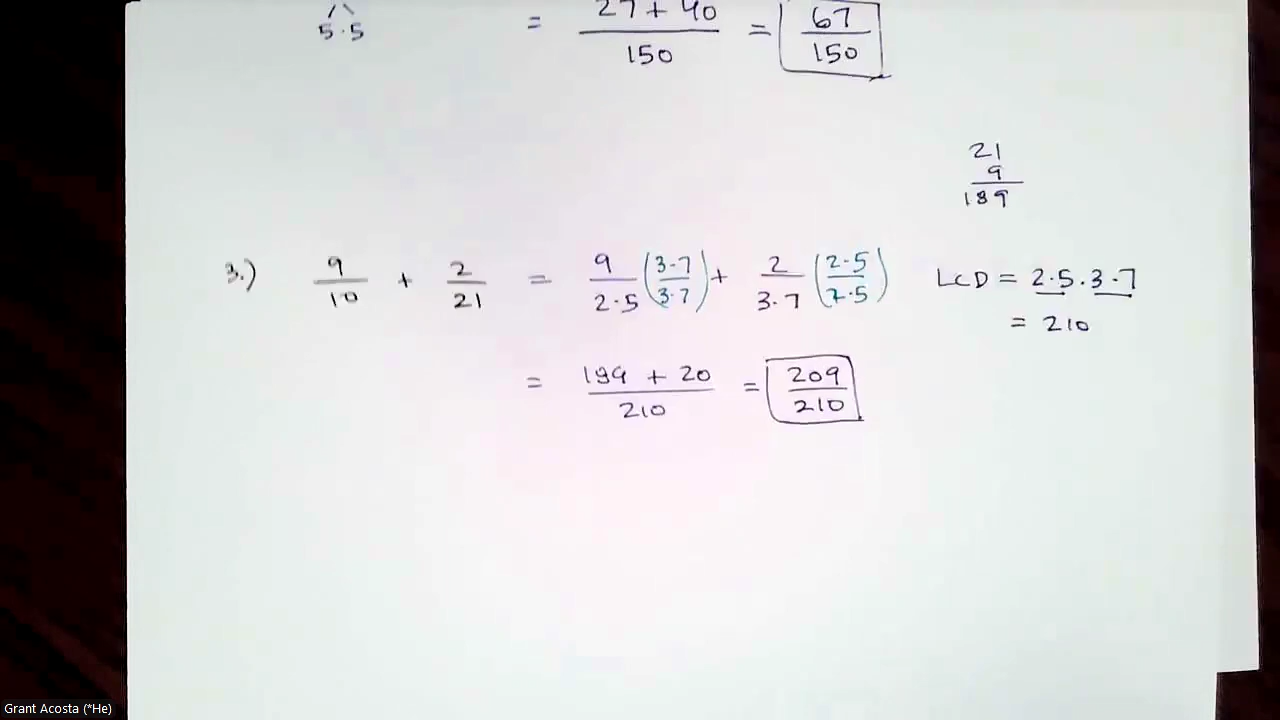 5·5 = 27 + 40 / 150 = 67 / 150
21
9
189
3.) 9/10 + 2/21 = 9/2·5 (3·7/3·7) + 2/3·7 (2·5/2·5) LCD = 2·5·3·7
= 210
= 189 + 20 / 210 = 209 / 210
Grant Acosta (*He)